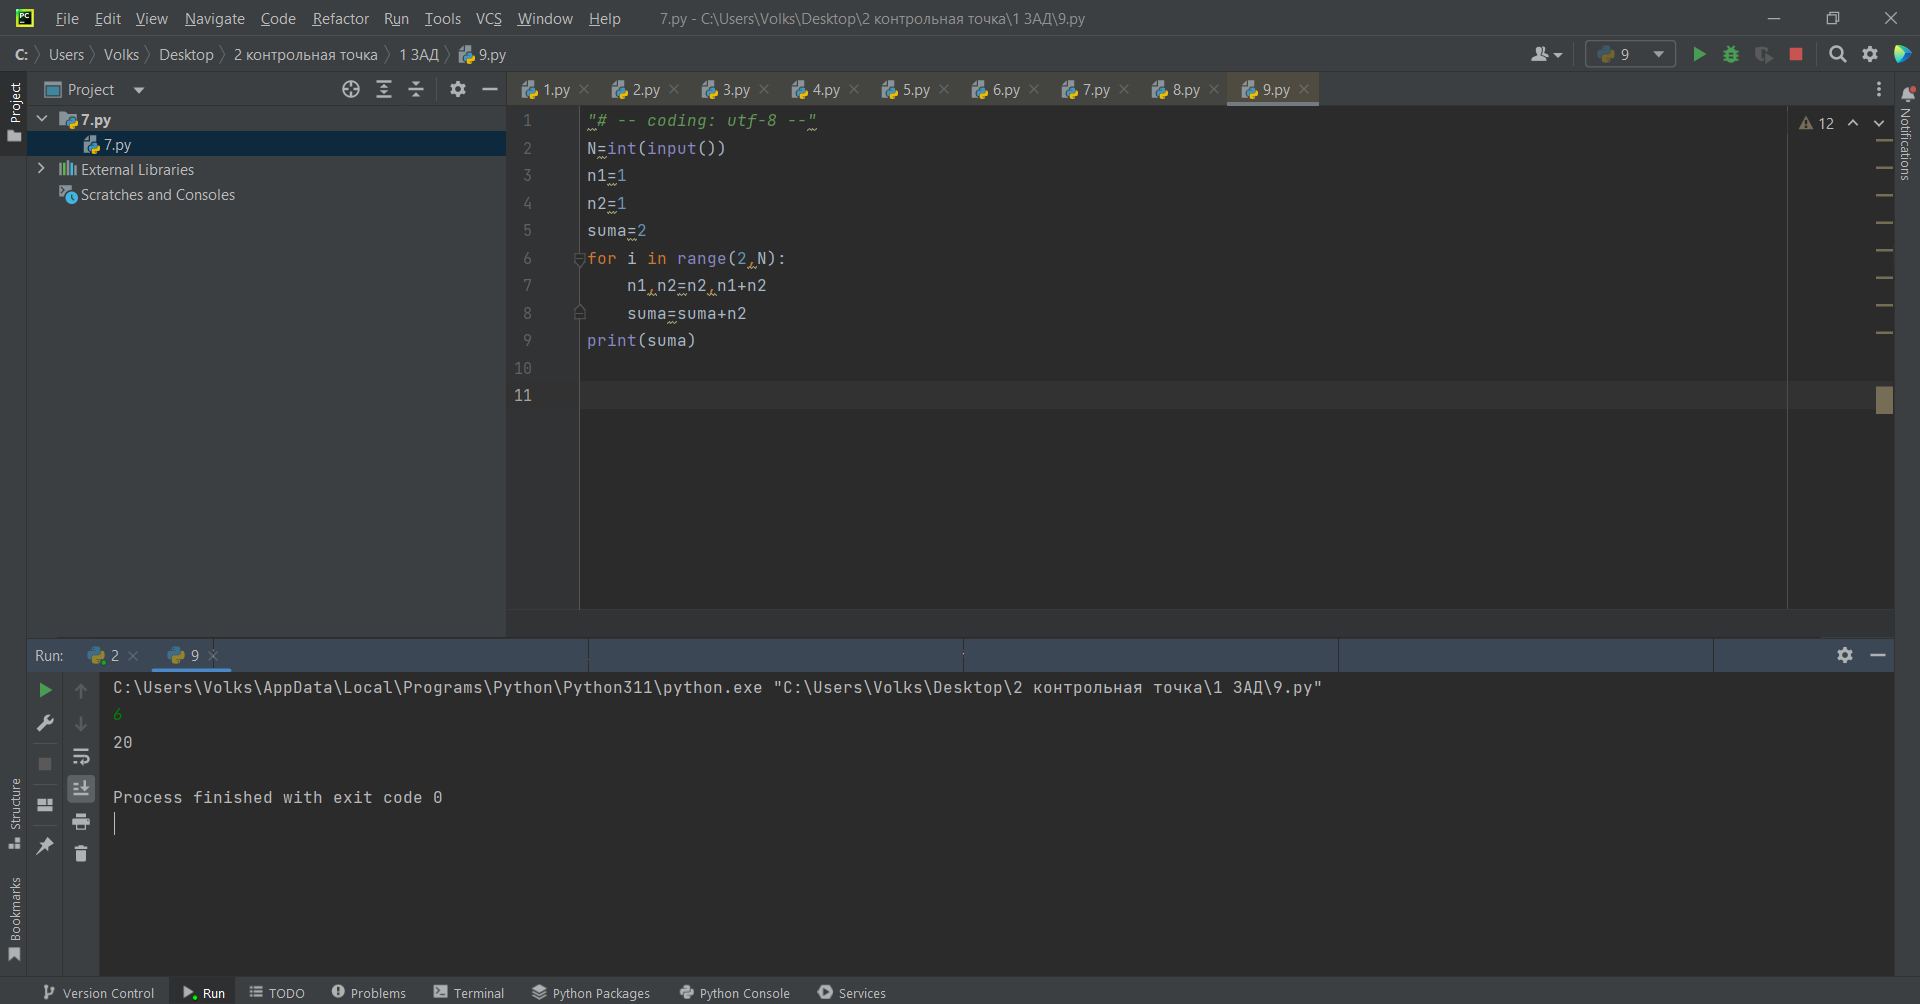 File Edit View Navigate Code Refactor Run Tools VCS Window Help 7.py - C:\Users\Volks\Desktop\2 контрольная точка\1 ЗАД\9.py
C: Users Volks Desktop 2 контрольная точка 1 ЗАД 9.py 9
Project 1.py 2.py 3.py 4.py 5.py 6.py 7.py 8.py 9.py
Project
7.py
7.py
External Libraries
Scratches and Consoles
1 "# -- coding: utf-8 --"
2 N=int(input())
3 n1=1
4 n2=1
5 suma=2
6 for i in range(2,N):
7 n1,n2=n2,n1+n2
8 suma=suma+n2
9 print(suma)
10
11
12
Notifications
Run: 2 9
C:\Users\Volks\AppData\Local\Programs\Python\Python311\python.exe "C:\Users\Volks\Desktop\2 контрольная точка\1 ЗАД\9.py"
6
20
Process finished with exit code 0
Structure
Bookmarks
Version Control Run TODO Problems Terminal Python Packages Python Console Services